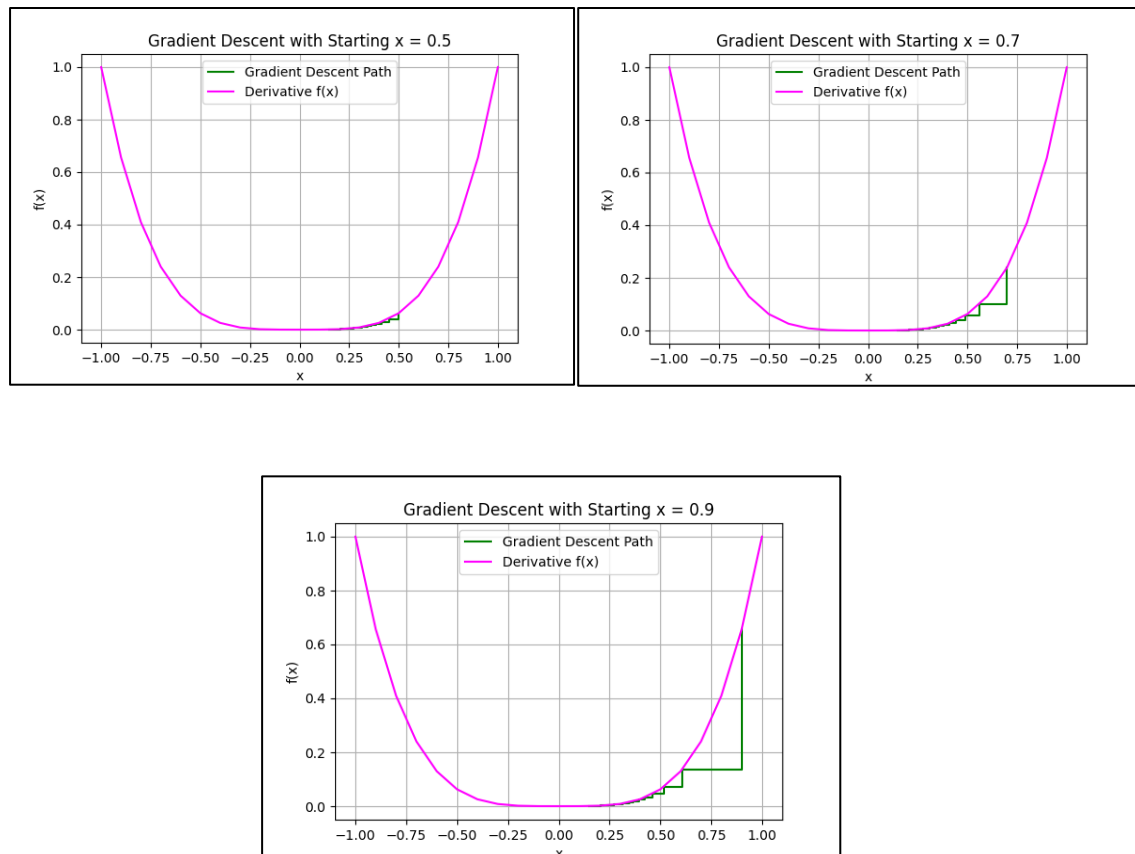 Gradient Descent with Starting x = 0.5
Gradient Descent Path
Derivative f(x)
1.0
0.8
0.6
0.4
0.2
0.0
f(x)
−1.00 −0.75 −0.50 −0.25 0.00 0.25 0.50 0.75 1.00
x
Gradient Descent with Starting x = 0.7
Gradient Descent Path
Derivative f(x)
1.0
0.8
0.6
0.4
0.2
0.0
f(x)
−1.00 −0.75 −0.50 −0.25 0.00 0.25 0.50 0.75 1.00
x
Gradient Descent with Starting x = 0.9
Gradient Descent Path
Derivative f(x)
1.0
0.8
0.6
0.4
0.2
0.0
f(x)
−1.00 −0.75 −0.50 −0.25 0.00 0.25 0.50 0.75 1.00
x